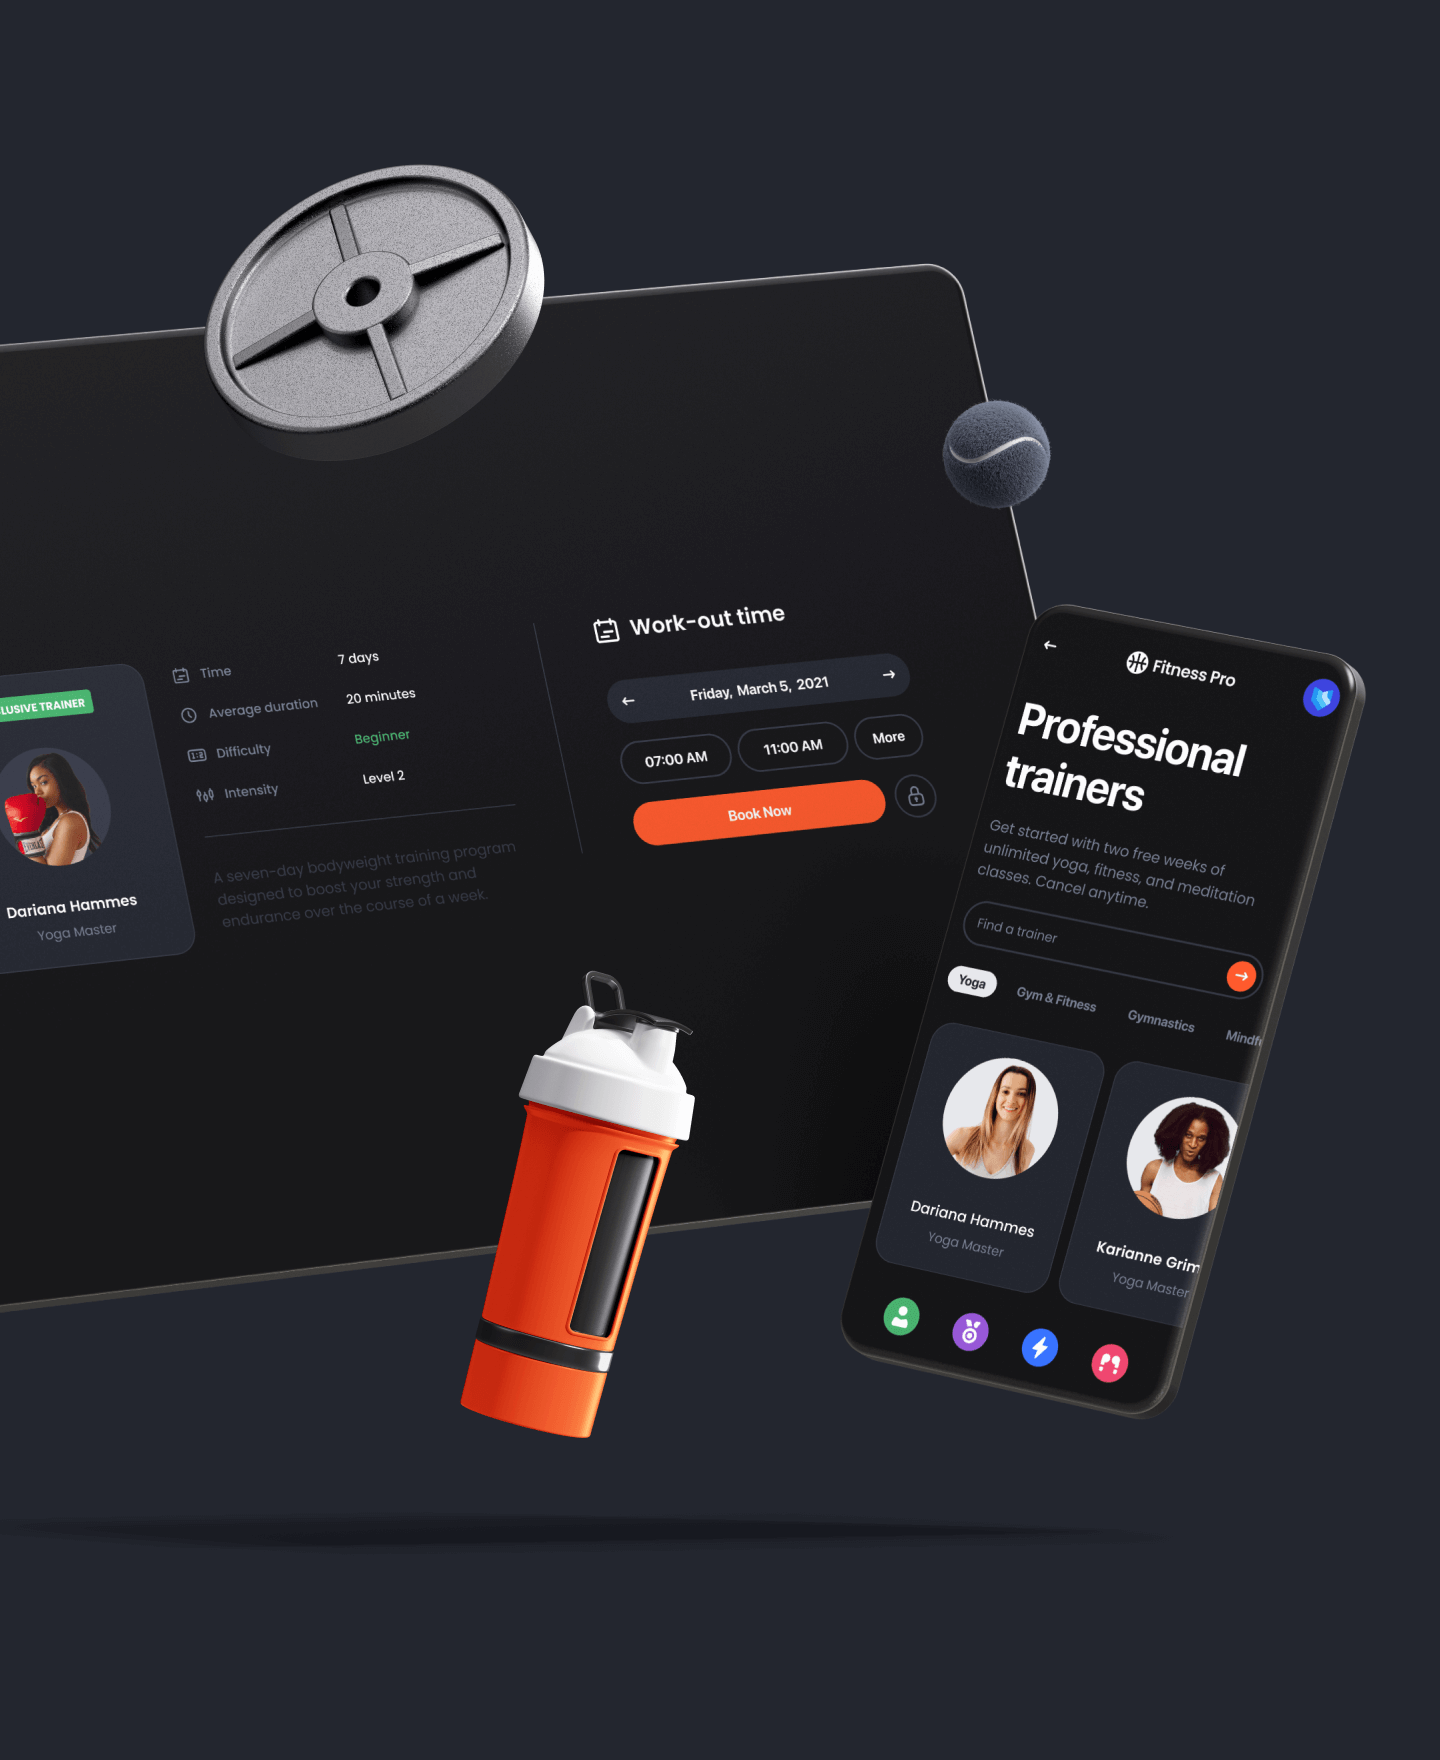 LUSIVE TRAINER
Dariana Hammes
Yoga Master
Time
7 days
Average duration
20 minutes
Difficulty
Beginner
Intensity
Level 2
A seven-day bodyweight training program
designed to boost your strength and
endurance over the course of a week.
Work-out time
Friday, March 5, 2021
07:00 AM
11:00 AM
More
Book Now
Fitness Pro
Professional
trainers
Get started with two free weeks of
unlimited yoga, fitness, and meditation
classes. Cancel anytime.
Find a trainer
Yoga
Gym & Fitness
Gymnastics
Mindf
Dariana Hammes
Yoga Master
Karianne Grim
Yoga Master